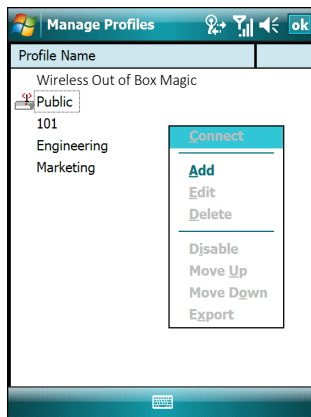 Manage Profiles ok
Profile Name
Wireless Out of Box Magic
Public
101
Engineering
Marketing
Connect
Add
Edit
Delete
Disable
Move Up
Move Down
Export